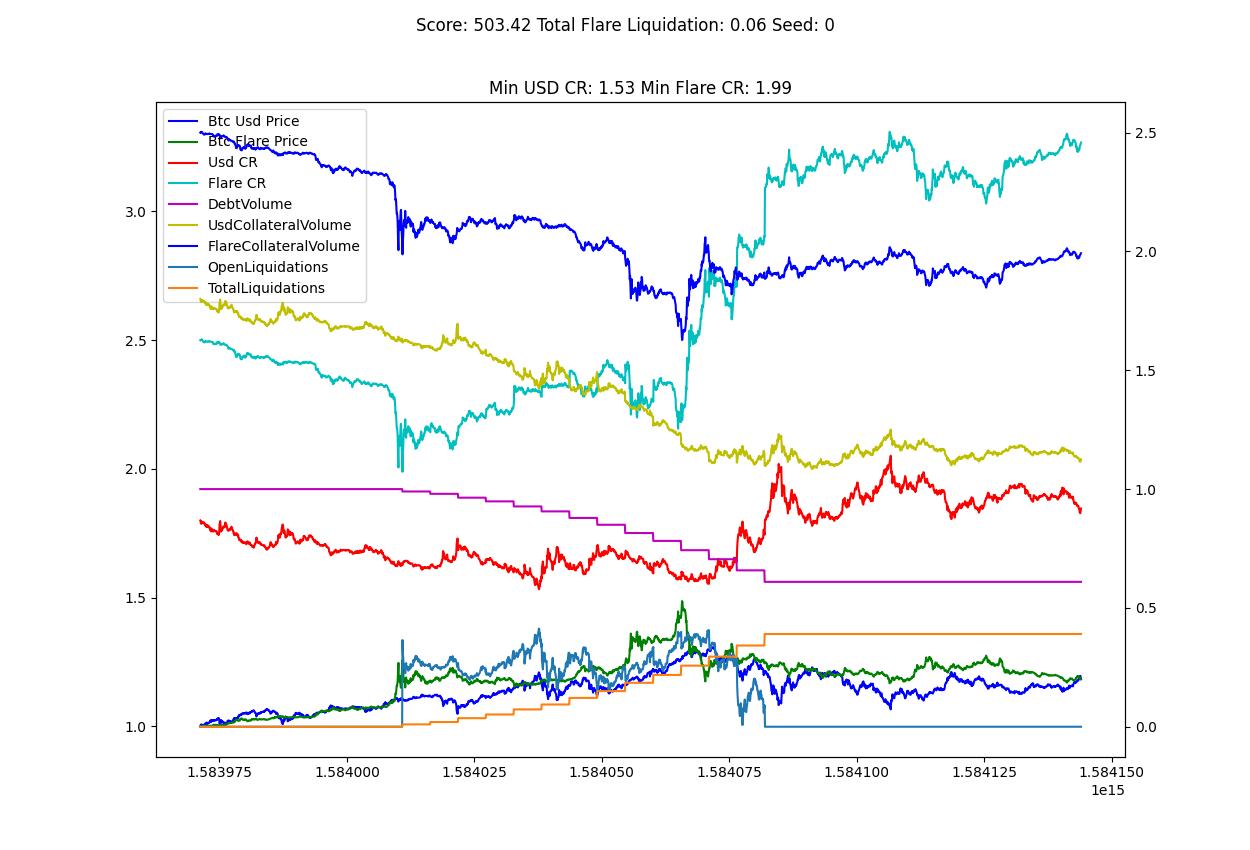 Score: 503.42 Total Flare Liquidation: 0.06 Seed: 0
Min USD CR: 1.53 Min Flare CR: 1.99
Btc Usd Price
Btc Flare Price
Usd CR
Flare CR
DebtVolume
UsdCollateralVolume
FlareCollateralVolume
OpenLiquidations
TotalLiquidations
3.0
2.5
2.0
1.5
1.0
2.5
2.0
1.5
1.0
0.5
0.0
1.583975 1.584000 1.584025 1.584050 1.584075 1.584100 1.584125 1.584150
1e15